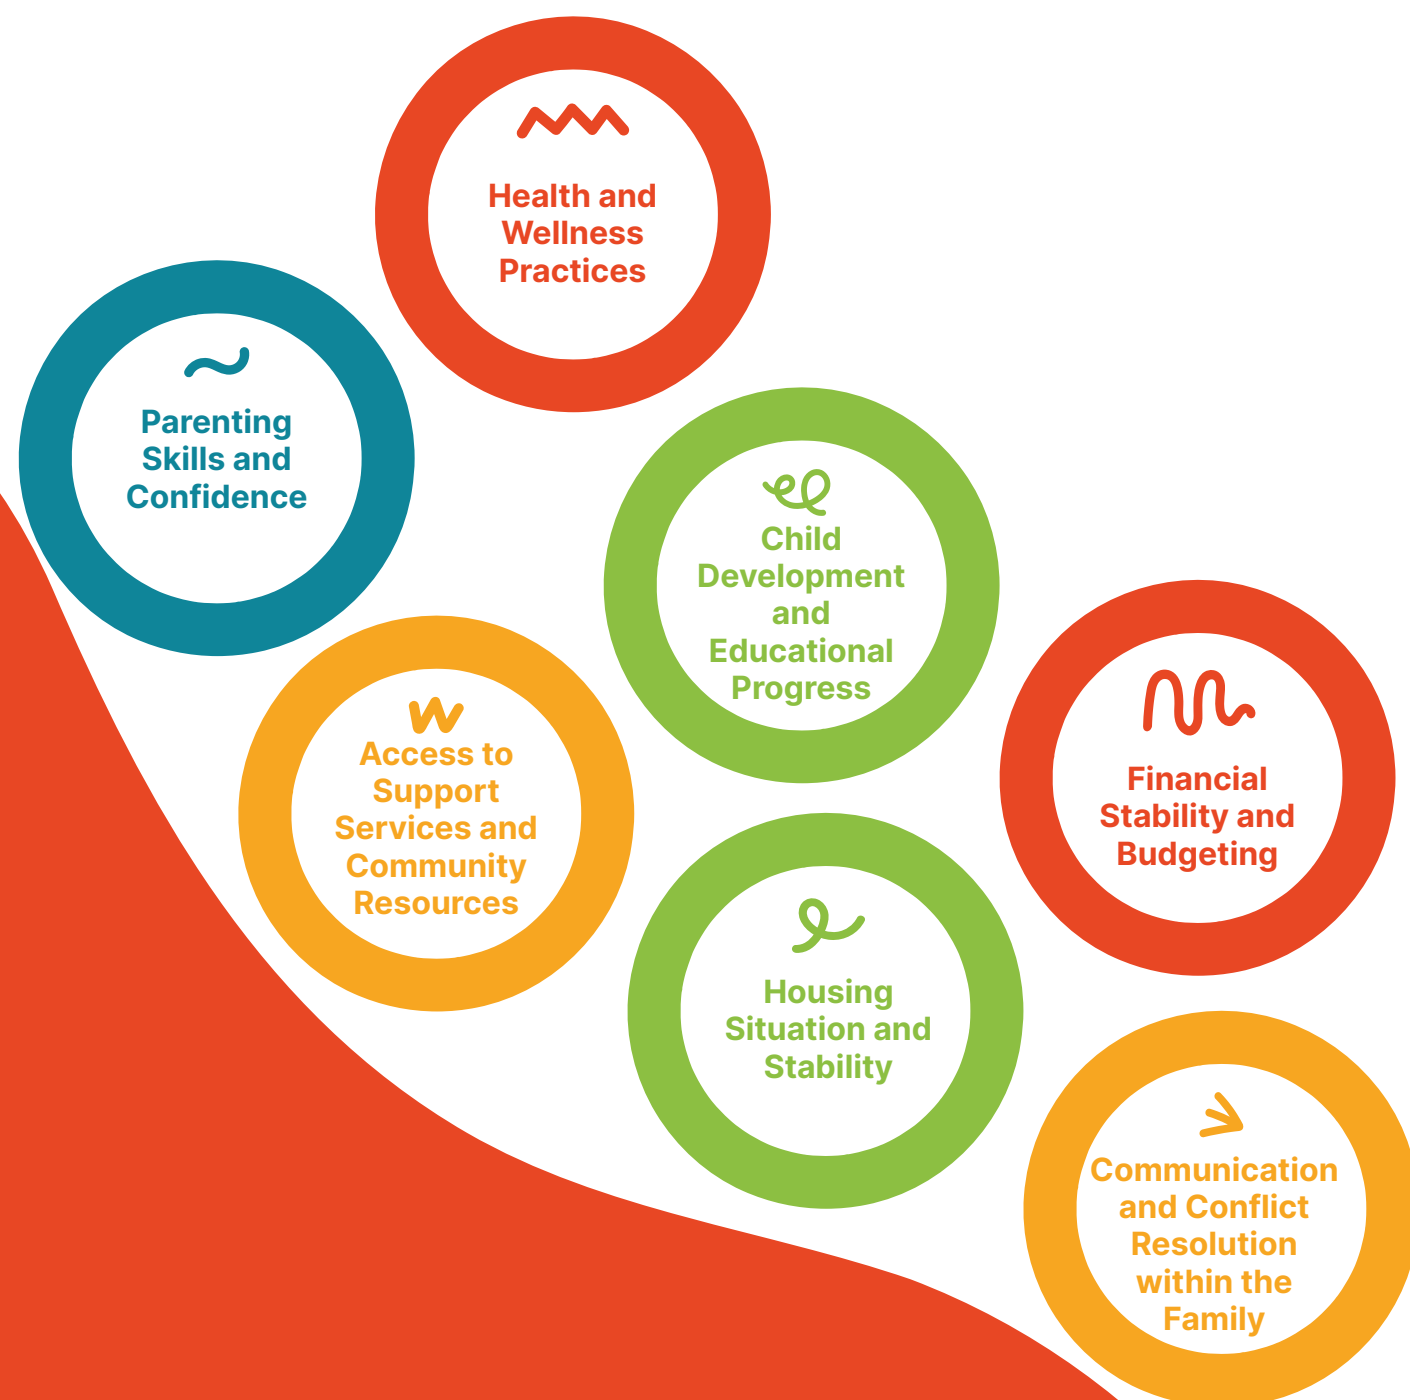 Health and
Wellness
Practices
Parenting
Skills and
Confidence
Child
Development
and
Educational
Progress
Access to
Support
Services and
Community
Resources
Financial
Stability and
Budgeting
Housing
Situation and
Stability
Communication
and Conflict
Resolution
within the
Family